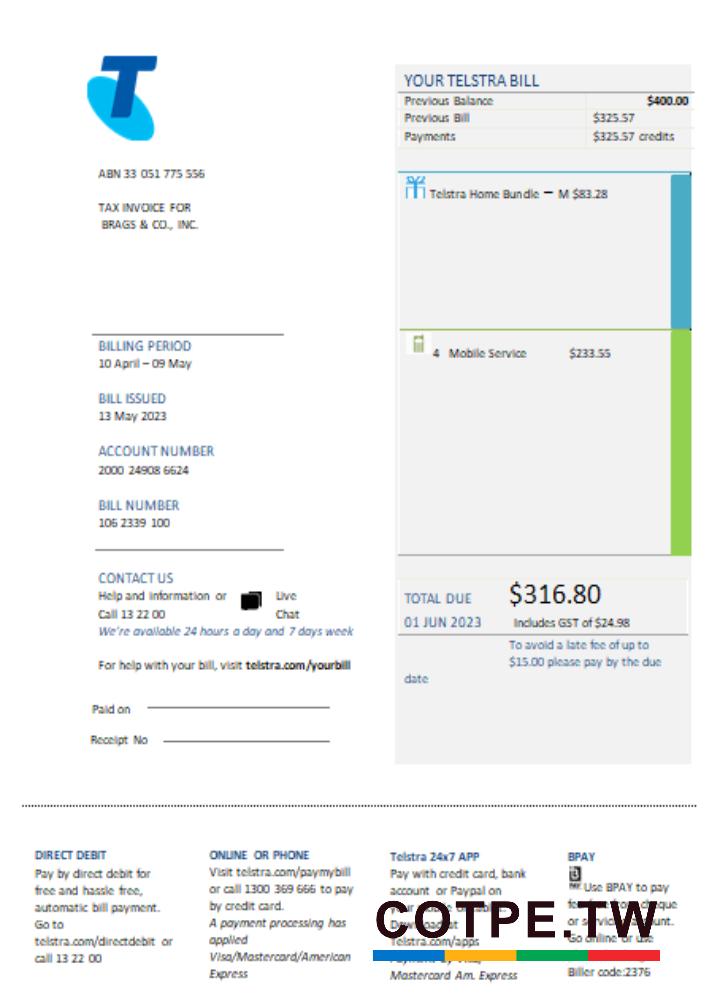 T
YOUR TELSTRA BILL
Previous Balance $400.00
Previous Bill $325.57
Payments $325.57 credits
ABN 33 051 775 556
TAX INVOICE FOR
BRAGS & CO., INC.
Telstra Home Bundle – M $83.28
4 Mobile Service $233.55
BILLING PERIOD
10 April – 09 May
BILL ISSUED
13 May 2023
ACCOUNT NUMBER
2000 24908 6624
BILL NUMBER
106 2339 100
CONTACT US
Help and information or Live
Call 13 22 00 Chat
We're available 24 hours a day and 7 days week
For help with your bill, visit telstra.com/yourbill
Paid on
Receipt No
TOTAL DUE $316.80
01 JUN 2023 Includes GST of $24.98
To avoid a late fee of up to
$15.00 please pay by the due
date
DIRECT DEBIT
Pay by direct debit for
free and hassle free,
automatic bill payment.
Go to
telstra.com/directdebit or
call 13 22 00
ONLINE OR PHONE
Visit telstra.com/paymybill
or call 1300 369 666 to pay
by credit card.
A payment processing has
applied
Visa/Mastercard/American
Express
Telstra 24x7 APP
Pay with credit card, bank
account or Paypal on
Telstra.com/apps
Mastercard Am. Express
BPAY
Use BPAY to pay
Go online or use
Biller code:2376
COTPE.TW